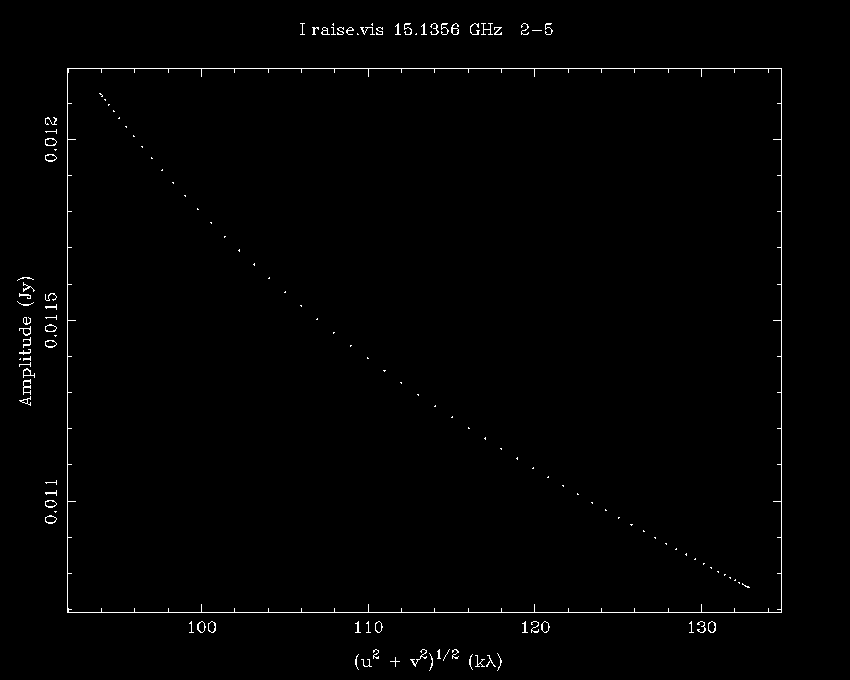 I raise.vis 15.1356 GHz 2−5
0.012
0.0115
0.011
Amplitude (Jy)
100 110 120 130
(u² + v²)^1/2 (kλ)